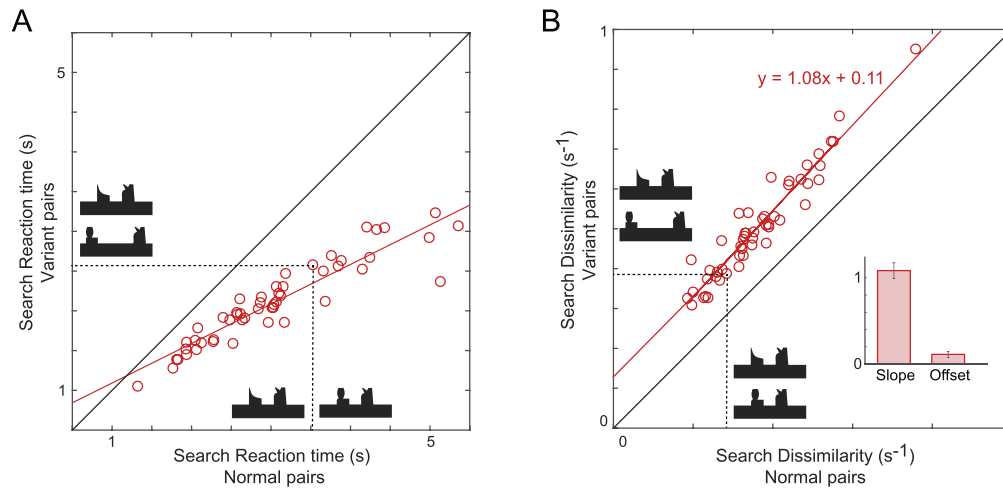 A
5
1
Search Reaction time (s)
Variant pairs
1
5
Search Reaction time (s)
Normal pairs
B
1
0
y = 1.08x + 0.11
Search Dissimilarity (s⁻¹)
Variant pairs
1
0
Slope
Offset
0
1
Search Dissimilarity (s⁻¹)
Normal pairs